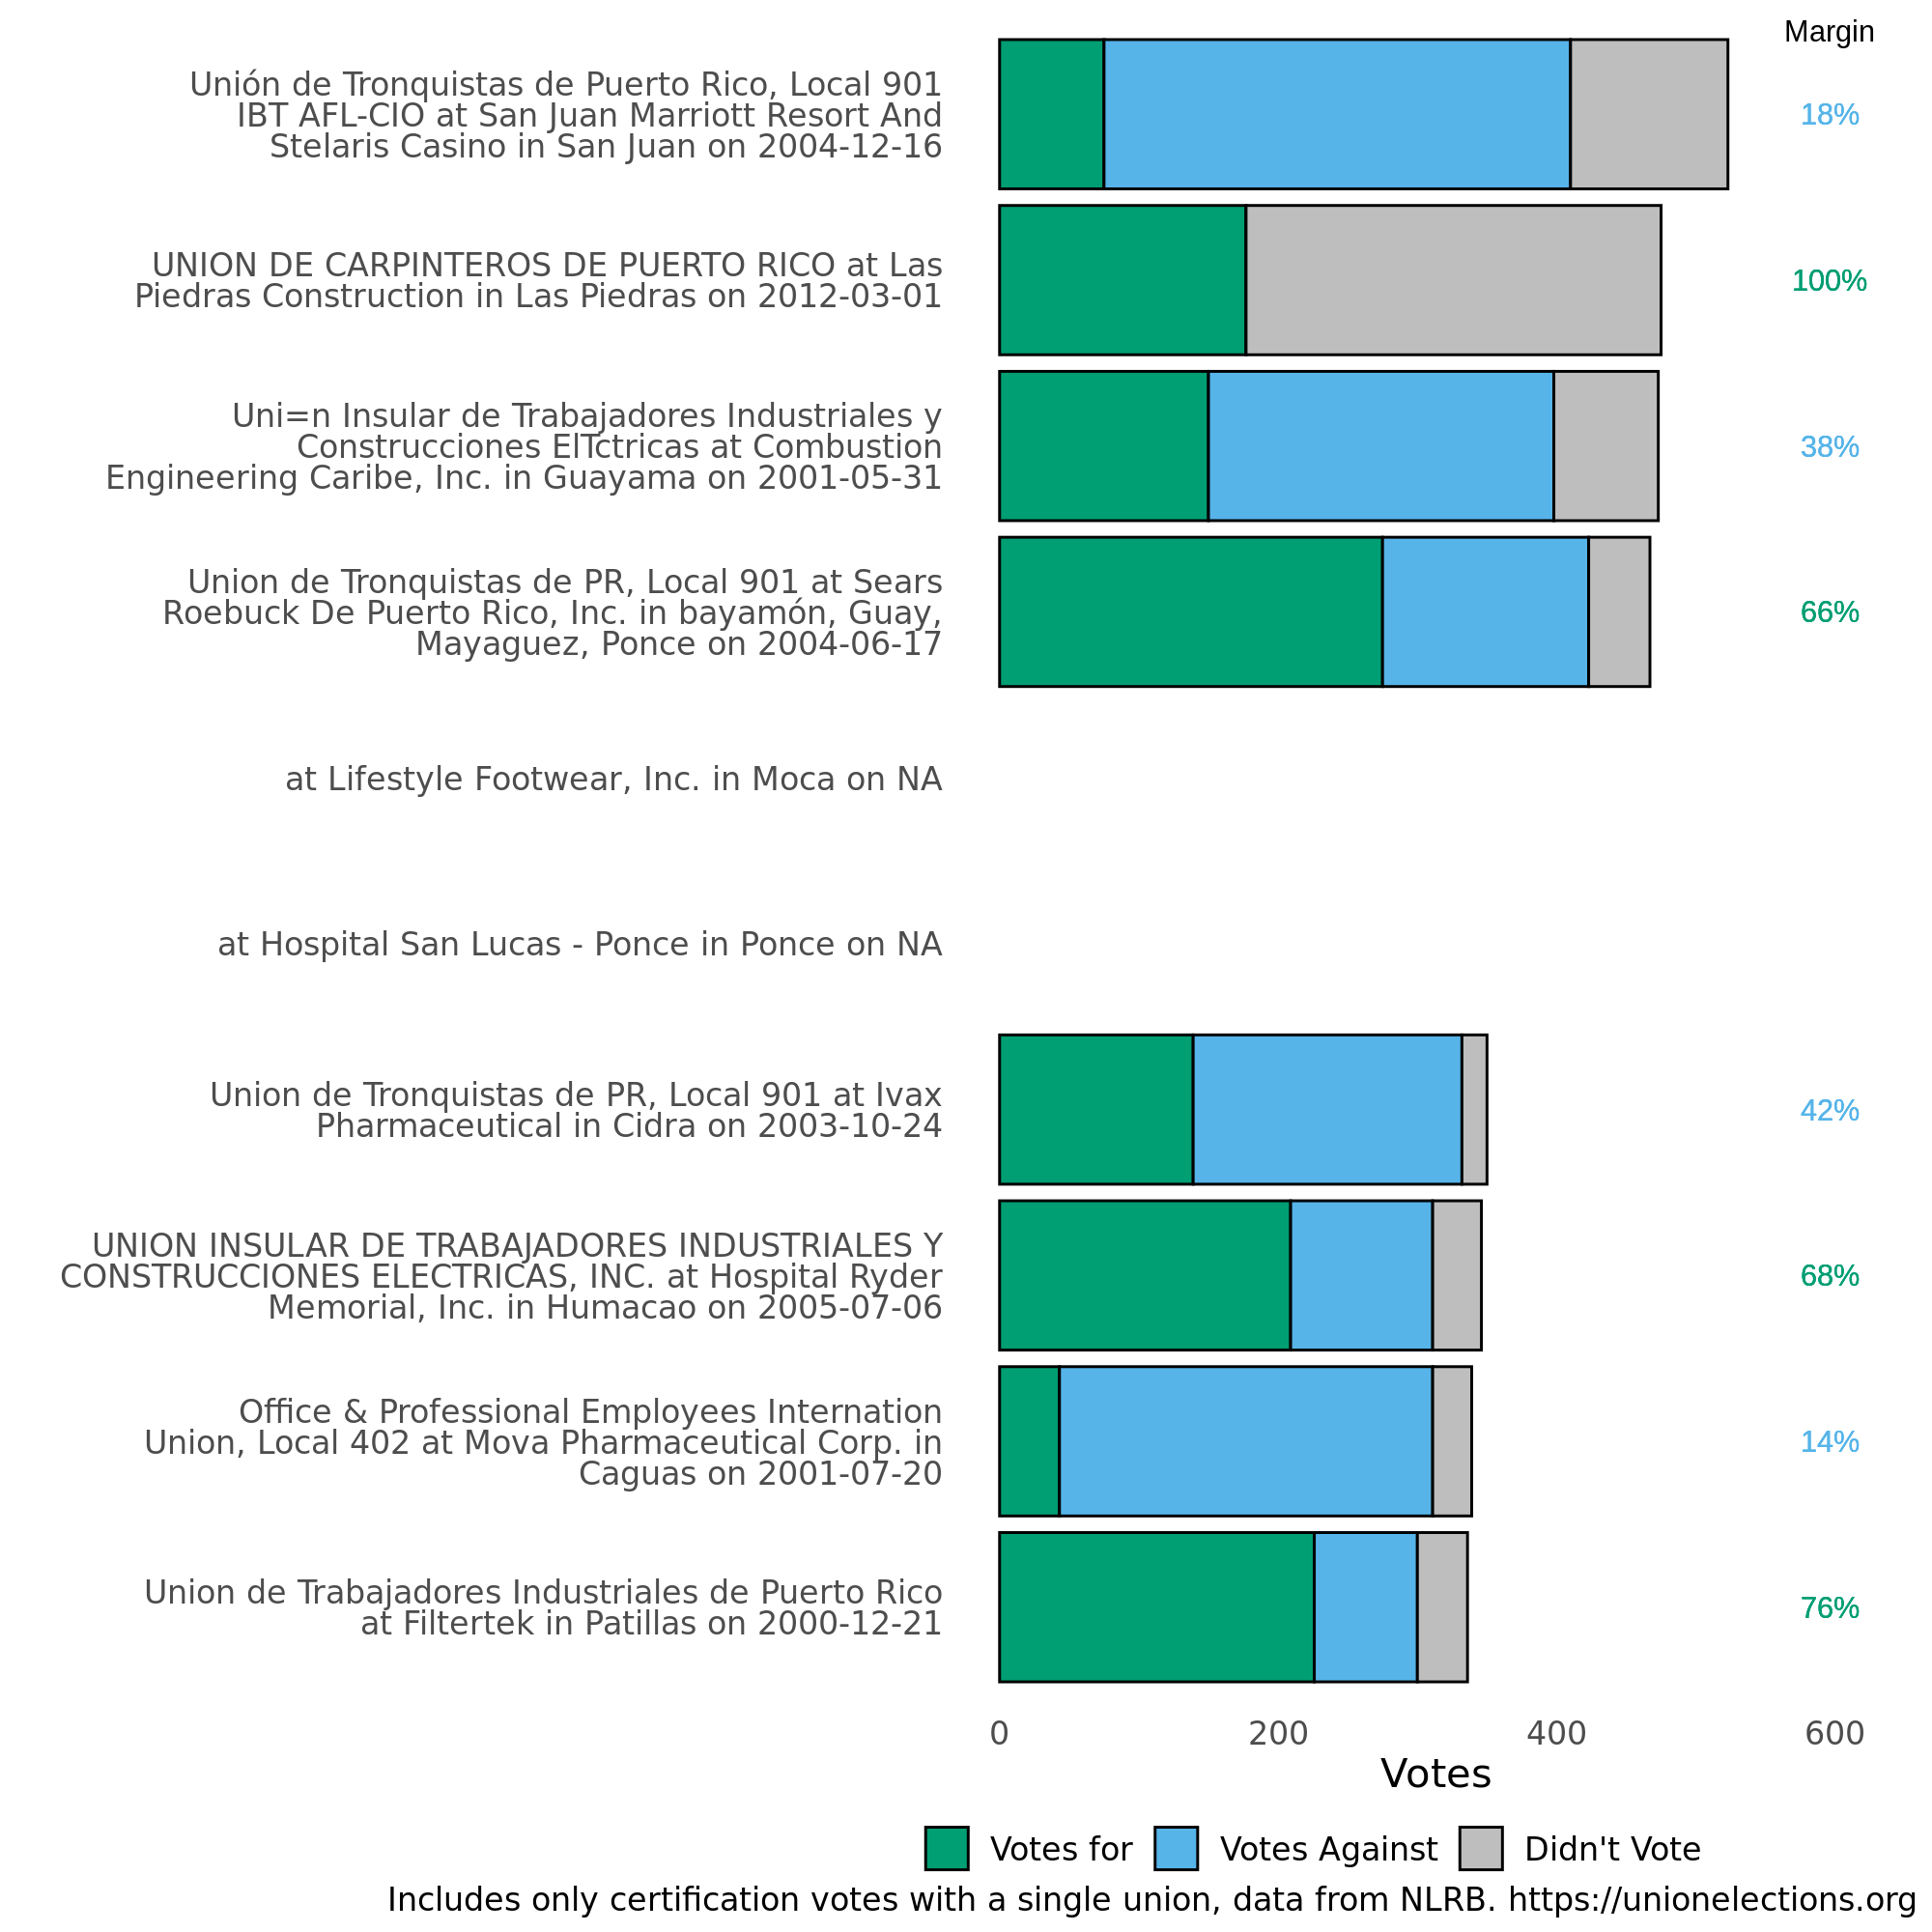 Margin
Unión de Tronquistas de Puerto Rico, Local 901
IBT AFL-CIO at San Juan Marriott Resort And
Stelaris Casino in San Juan on 2004-12-16
18%
UNION DE CARPINTEROS DE PUERTO RICO at Las
Piedras Construction in Las Piedras on 2012-03-01
100%
Uni=n Insular de Trabajadores Industriales y
Construcciones ElTctricas at Combustion
Engineering Caribe, Inc. in Guayama on 2001-05-31
38%
Union de Tronquistas de PR, Local 901 at Sears
Roebuck De Puerto Rico, Inc. in bayamón, Guay,
Mayaguez, Ponce on 2004-06-17
66%
at Lifestyle Footwear, Inc. in Moca on NA
at Hospital San Lucas - Ponce in Ponce on NA
Union de Tronquistas de PR, Local 901 at Ivax
Pharmaceutical in Cidra on 2003-10-24
42%
UNION INSULAR DE TRABAJADORES INDUSTRIALES Y
CONSTRUCCIONES ELECTRICAS, INC. at Hospital Ryder
Memorial, Inc. in Humacao on 2005-07-06
68%
Office & Professional Employees Internation
Union, Local 402 at Mova Pharmaceutical Corp. in
Caguas on 2001-07-20
14%
Union de Trabajadores Industriales de Puerto Rico
at Filtertek in Patillas on 2000-12-21
76%
0 200 400 600
Votes
Votes for Votes Against Didn't Vote
Includes only certification votes with a single union, data from NLRB. https://unionelections.org